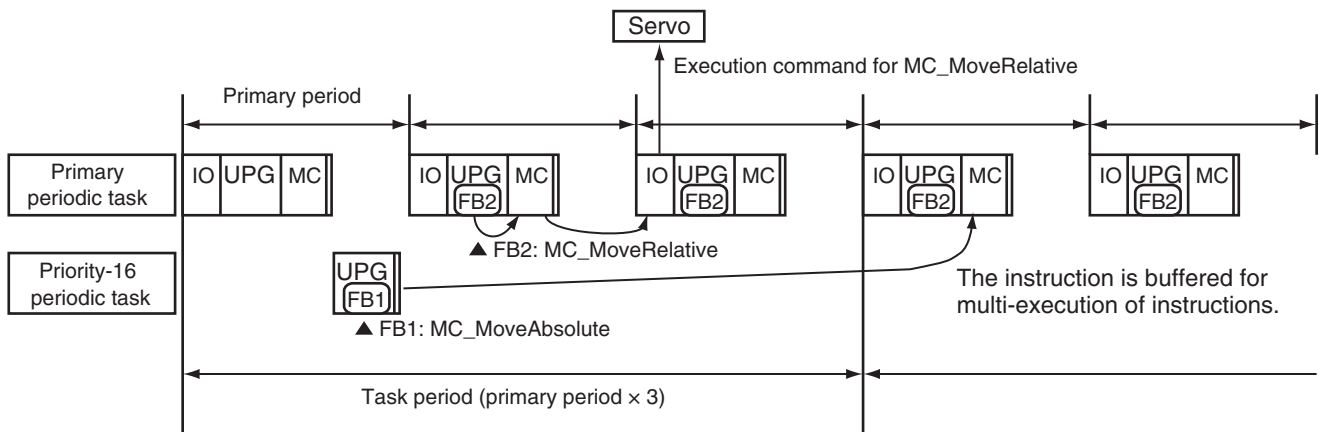 Servo
Execution command for MC_MoveRelative
Primary period
Primary
periodic task
IO UPG MC
IO UPG MC
FB2
IO UPG MC
FB2
IO UPG MC
FB2
IO UPG MC
FB2
▲ FB2: MC_MoveRelative
Priority-16
periodic task
UPG
FB1
▲ FB1: MC_MoveAbsolute
The instruction is buffered for
multi-execution of instructions.
Task period (primary period × 3)